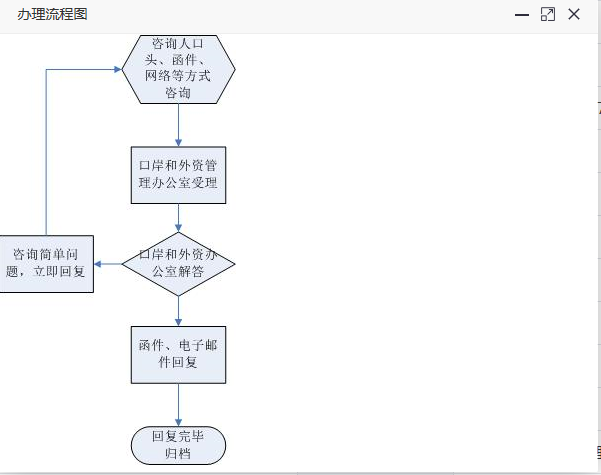 办理流程图
咨询人口
头、函件、
网络等方式
咨询
口岸和外资管
理办公室受理
口岸和外资办
公室解答
咨询简单问
题，立即回复
函件、电子邮
件回复
回复完毕
归档